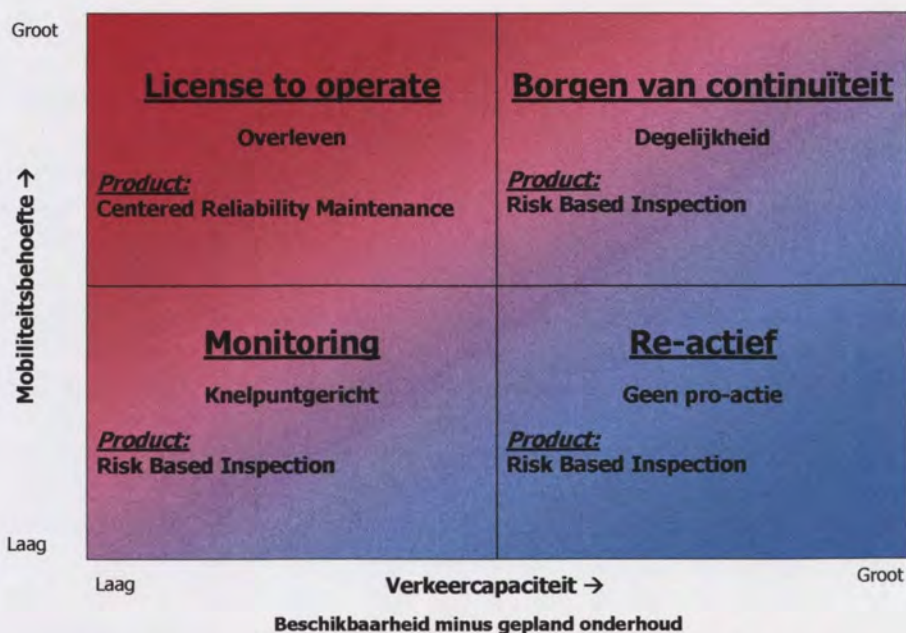 Groot
License to operate
Overleven
Product:
Centered Reliability Maintenance
Borgen van continuïteit
Degelijkheid
Product:
Risk Based Inspection
Mobiliteitsbehoefte →
Monitoring
Knelpuntgericht
Product:
Risk Based Inspection
Re-actief
Geen pro-actie
Product:
Risk Based Inspection
Laag
Laag
Verkeercapaciteit →
Groot
Beschikbaarheid minus gepland onderhoud